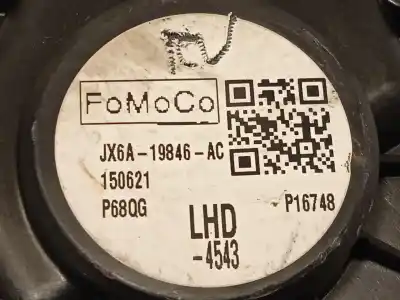 FoMoCo
JX6A-19846-AC
150621
P68QG
P16748
LHD
-4543